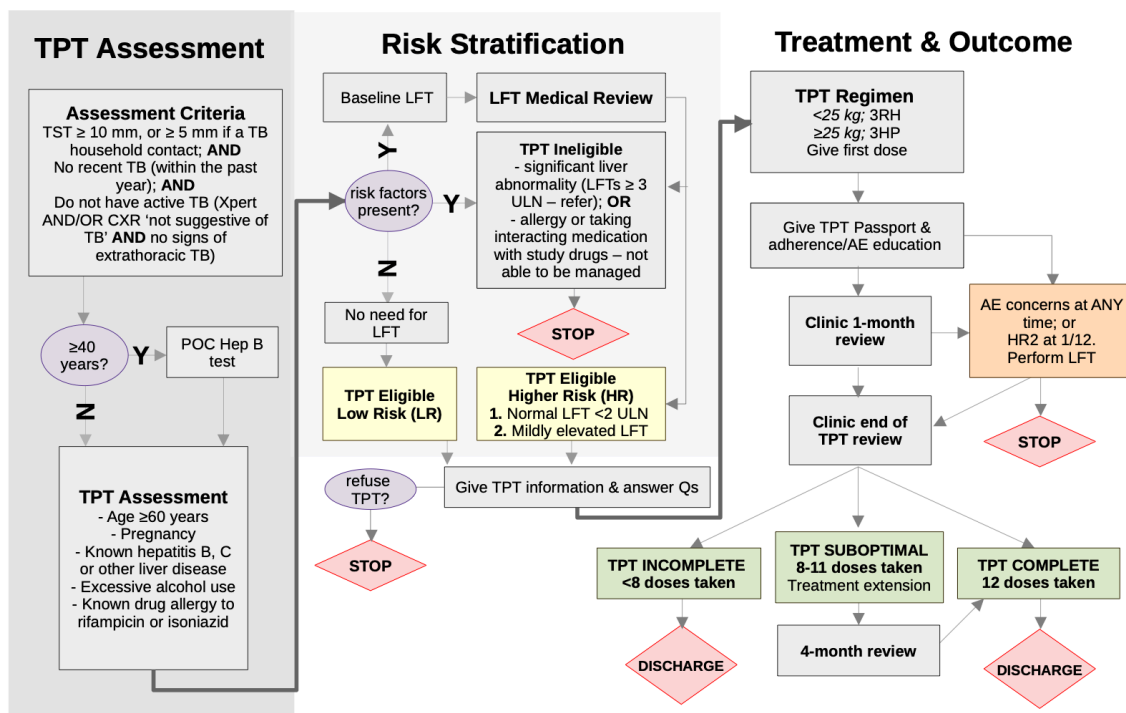 TPT Assessment
Assessment Criteria
TST ≥ 10 mm, or ≥ 5 mm if a TB
household contact; AND
No recent TB (within the past
year); AND
Do not have active TB (Xpert
AND/OR CXR ‘not suggestive of
TB’ AND no signs of
extrathoracic TB)
≥40
years?
Y
POC Hep B
test
N
TPT Assessment
- Age ≥60 years
- Pregnancy
- Known hepatitis B, C
or other liver disease
- Excessive alcohol use
- Known drug allergy to
rifampicin or isoniazid
Risk Stratification
Baseline LFT
LFT Medical Review
Y
risk factors
present?
Y
TPT Ineligible
- significant liver
abnormality (LFTs ≥ 3
ULN – refer); OR
- allergy or taking
interacting medication
with study drugs – not
able to be managed
N
No need for
LFT
STOP
TPT Eligible
Low Risk (LR)
TPT Eligible
Higher Risk (HR)
1. Normal LFT <2 ULN
2. Mildly elevated LFT
refuse
TPT?
Give TPT information & answer Qs
STOP
Treatment & Outcome
TPT Regimen
<25 kg; 3RH
≥25 kg; 3HP
Give first dose
Give TPT Passport &
adherence/AE education
Clinic 1-month
review
AE concerns at ANY
time; or
HR2 at 1/12.
Perform LFT
Clinic end of
TPT review
STOP
TPT INCOMPLETE
<8 doses taken
TPT SUBOPTIMAL
8-11 doses taken
Treatment extension
TPT COMPLETE
12 doses taken
4-month review
DISCHARGE
DISCHARGE